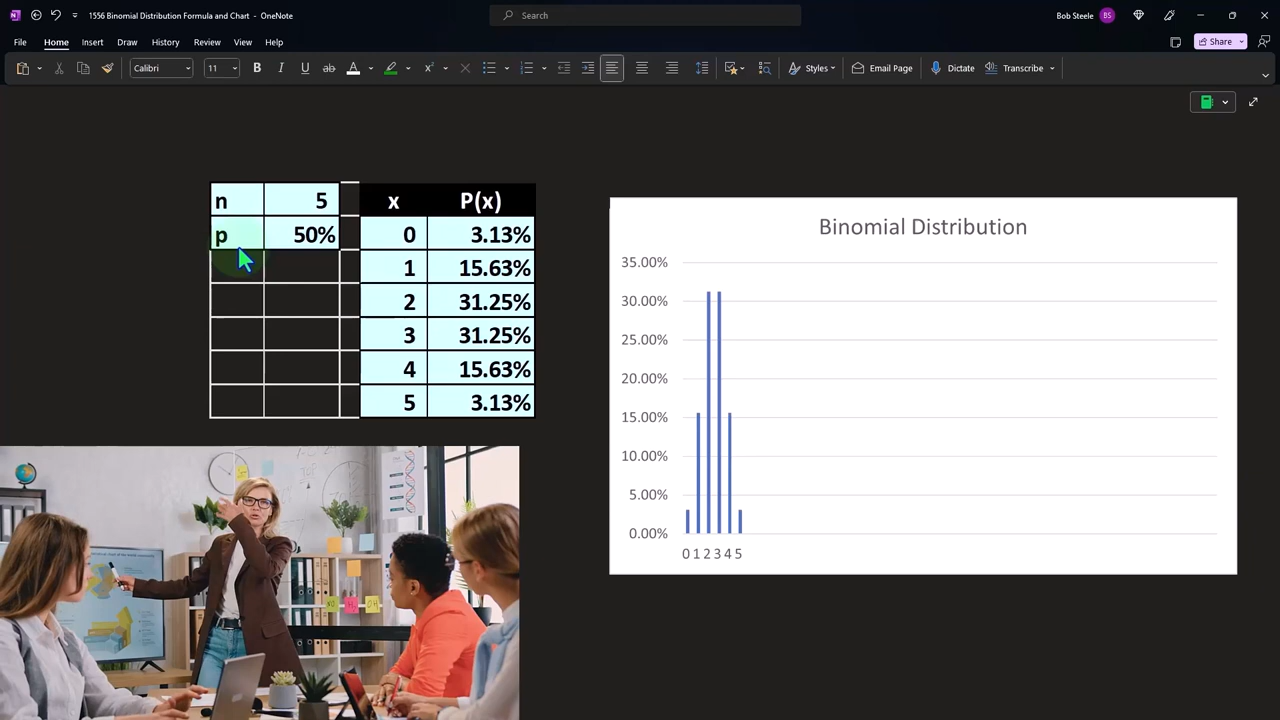 1556 Binomial Distribution Formula and Chart - OneNote
Search
Bob Steele
BS
File Home Insert Draw History Review View Help
Share
Calibri 11 B I U ab A x Styles Email Page Dictate Transcribe
n 5
p 50%
x P(x)
0 3.13%
1 15.63%
2 31.25%
3 31.25%
4 15.63%
5 3.13%
Binomial Distribution
35.00%
30.00%
25.00%
20.00%
15.00%
10.00%
5.00%
0.00%
0 1 2 3 4 5